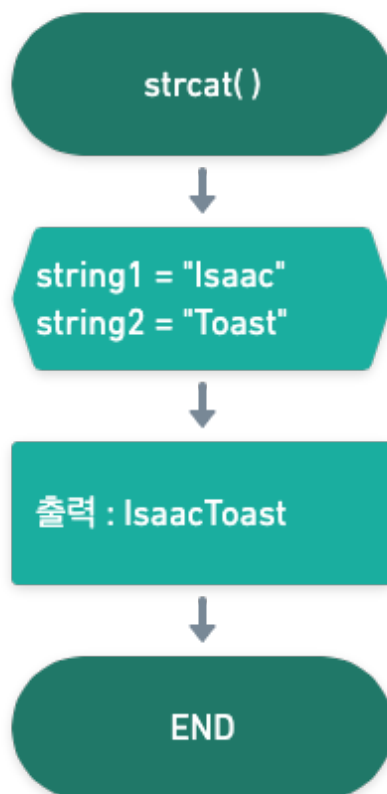 strcat( )
string1 = "Isaac"
string2 = "Toast"
출력 : IsaacToast
END